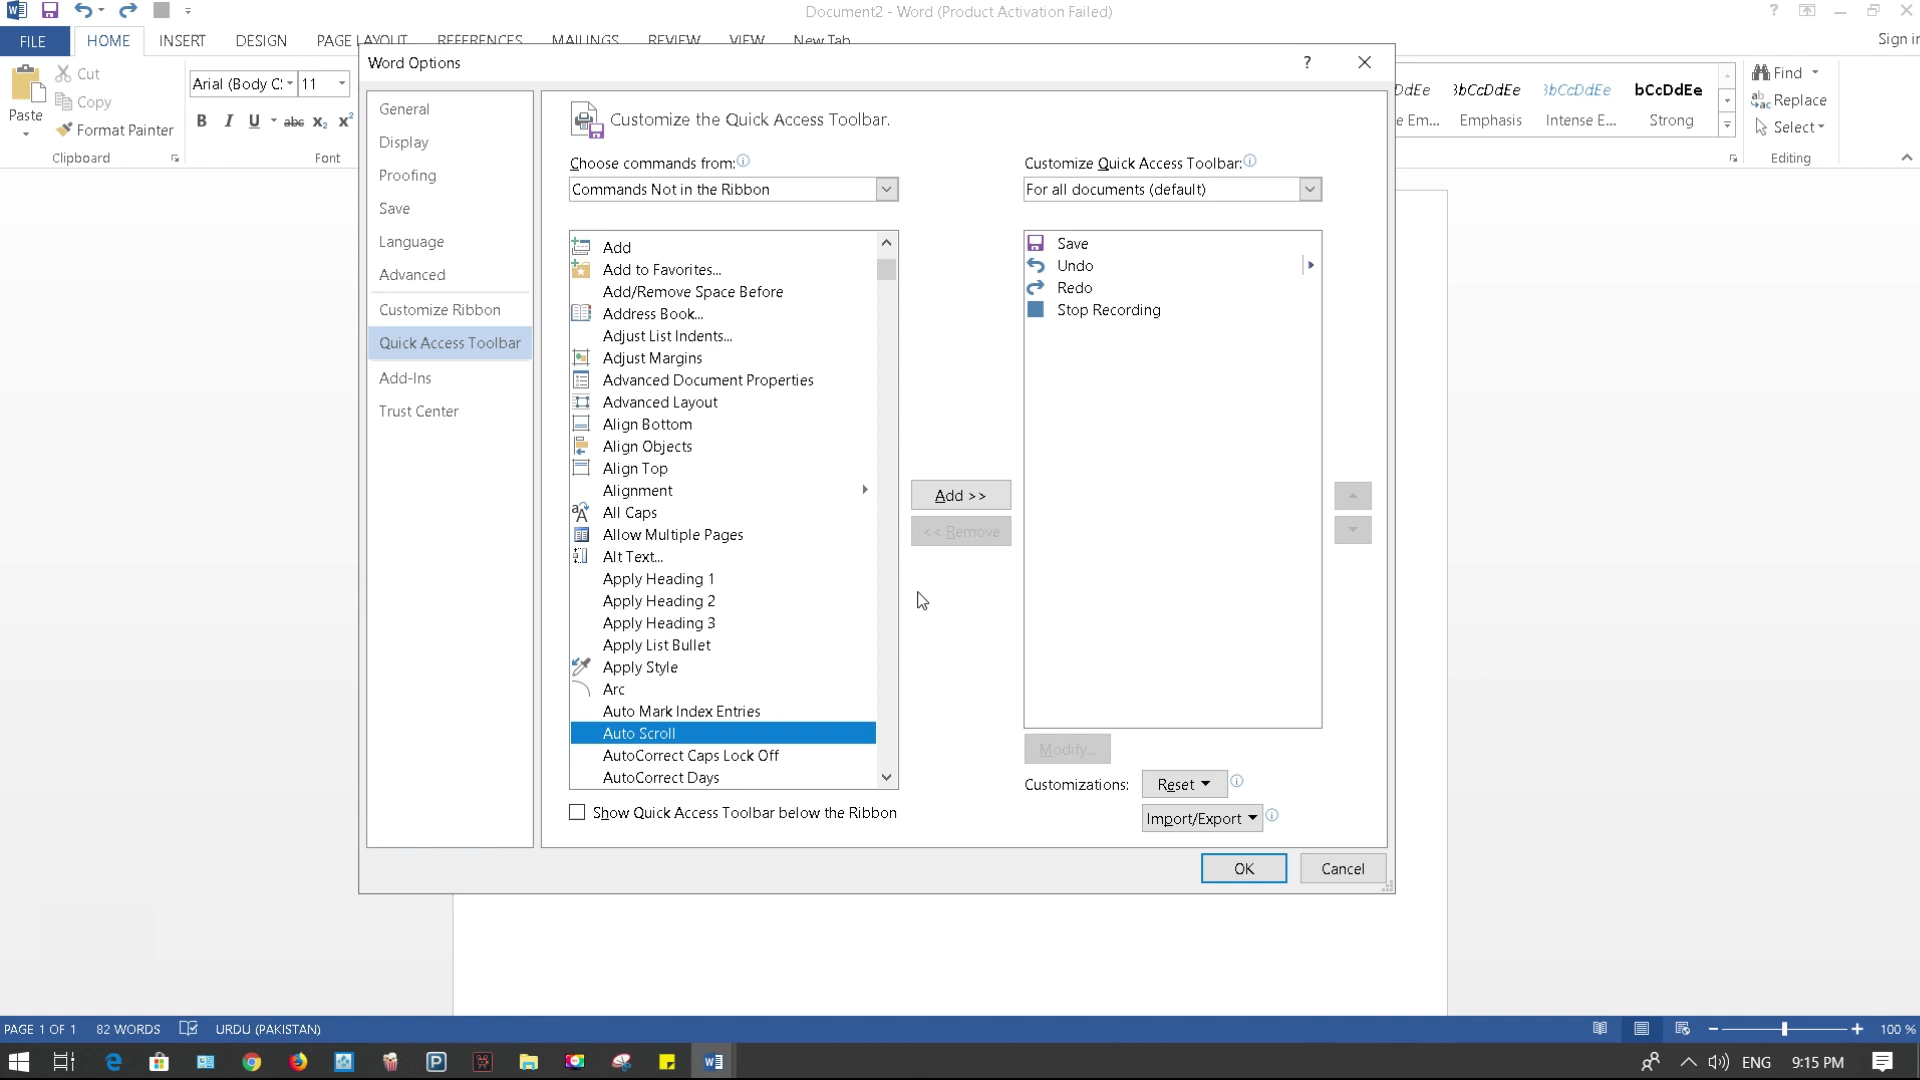 Document2 - Word (Product Activation Failed)
FILE
HOME
INSERT
DESIGN
PAGE LAYOUT
REFERENCES
MAILINGS
REVIEW
VIEW
New Tab
Sign in
Paste
Cut
Copy
Format Painter
Clipboard
Arial (Body C:
11
B I U abc x₂ x²
Font
Word Options
General
Display
Proofing
Save
Language
Advanced
Customize Ribbon
Quick Access Toolbar
Add-Ins
Trust Center
Customize the Quick Access Toolbar.
Choose commands from:
Commands Not in the Ribbon
Add
Add to Favorites...
Add/Remove Space Before
Address Book...
Adjust List Indents...
Adjust Margins
Advanced Document Properties
Advanced Layout
Align Bottom
Align Objects
Align Top
Alignment
All Caps
Allow Multiple Pages
Alt Text...
Apply Heading 1
Apply Heading 2
Apply Heading 3
Apply List Bullet
Apply Style
Arc
Auto Mark Index Entries
Auto Scroll
AutoCorrect Caps Lock Off
AutoCorrect Days
Show Quick Access Toolbar below the Ribbon
Add >>
<< Remove
Customize Quick Access Toolbar:
For all documents (default)
Save
Undo
Redo
Stop Recording
Modify...
Customizations:
Reset
Import/Export
OK
Cancel
e Em...
Emphasis
Intense E...
bCcDdEe
Strong
Find
Replace
Select
Editing
PAGE 1 OF 1
82 WORDS
URDU (PAKISTAN)
100 %
ENG
9:15 PM